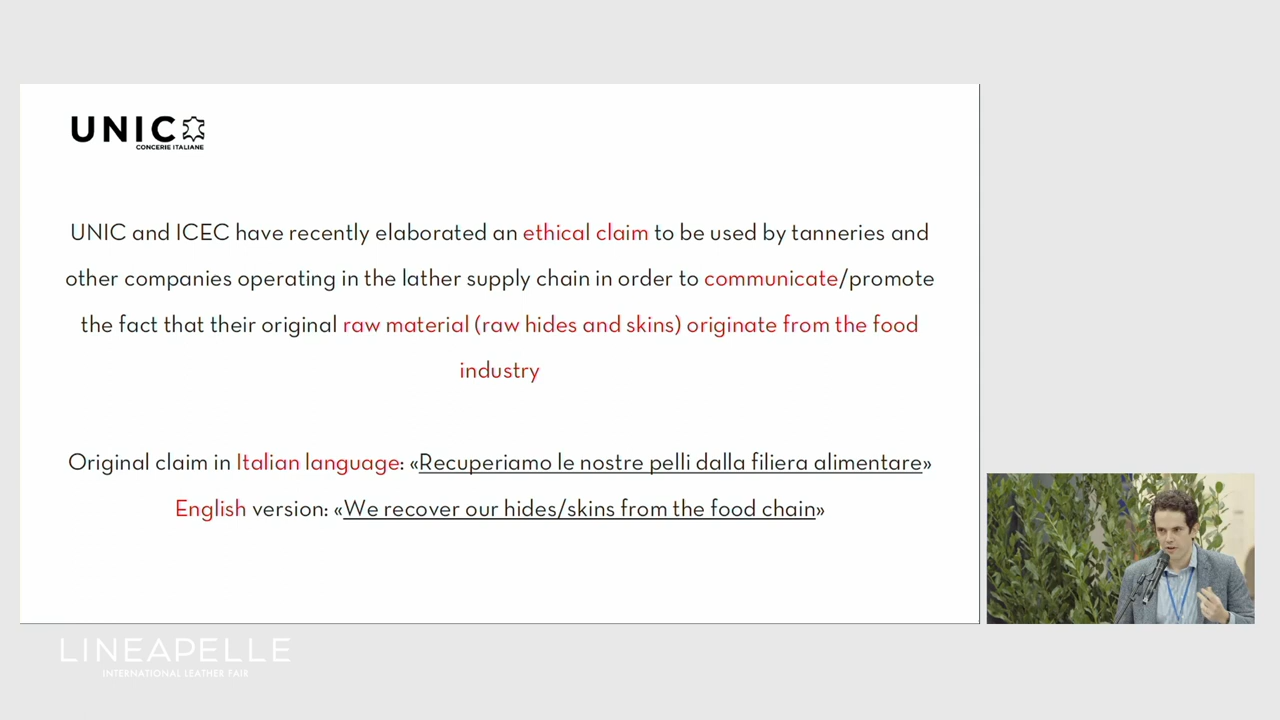 UNIC
CONCERIE ITALIANE
UNIC and ICEC have recently elaborated an ethical claim to be used by tanneries and
other companies operating in the lather supply chain in order to communicate/promote
the fact that their original raw material (raw hides and skins) originate from the food
industry
Original claim in Italian language: «Recuperiamo le nostre pelli dalla filiera alimentare»
English version: «We recover our hides/skins from the food chain»
LINEAPELLE
INTERNATIONAL LEATHER FAIR